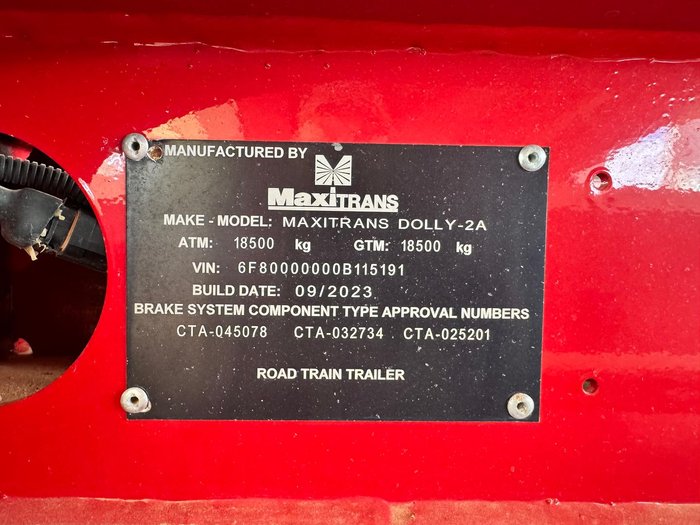 MANUFACTURED BY
MaxiTRANS
MAKE - MODEL: MAXITRANS DOLLY-2A
ATM: 18500 kg GTM: 18500 kg
VIN: 6F80000000B115191
BUILD DATE: 09/2023
BRAKE SYSTEM COMPONENT TYPE APPROVAL NUMBERS
CTA-045078 CTA-032734 CTA-025201
ROAD TRAIN TRAILER